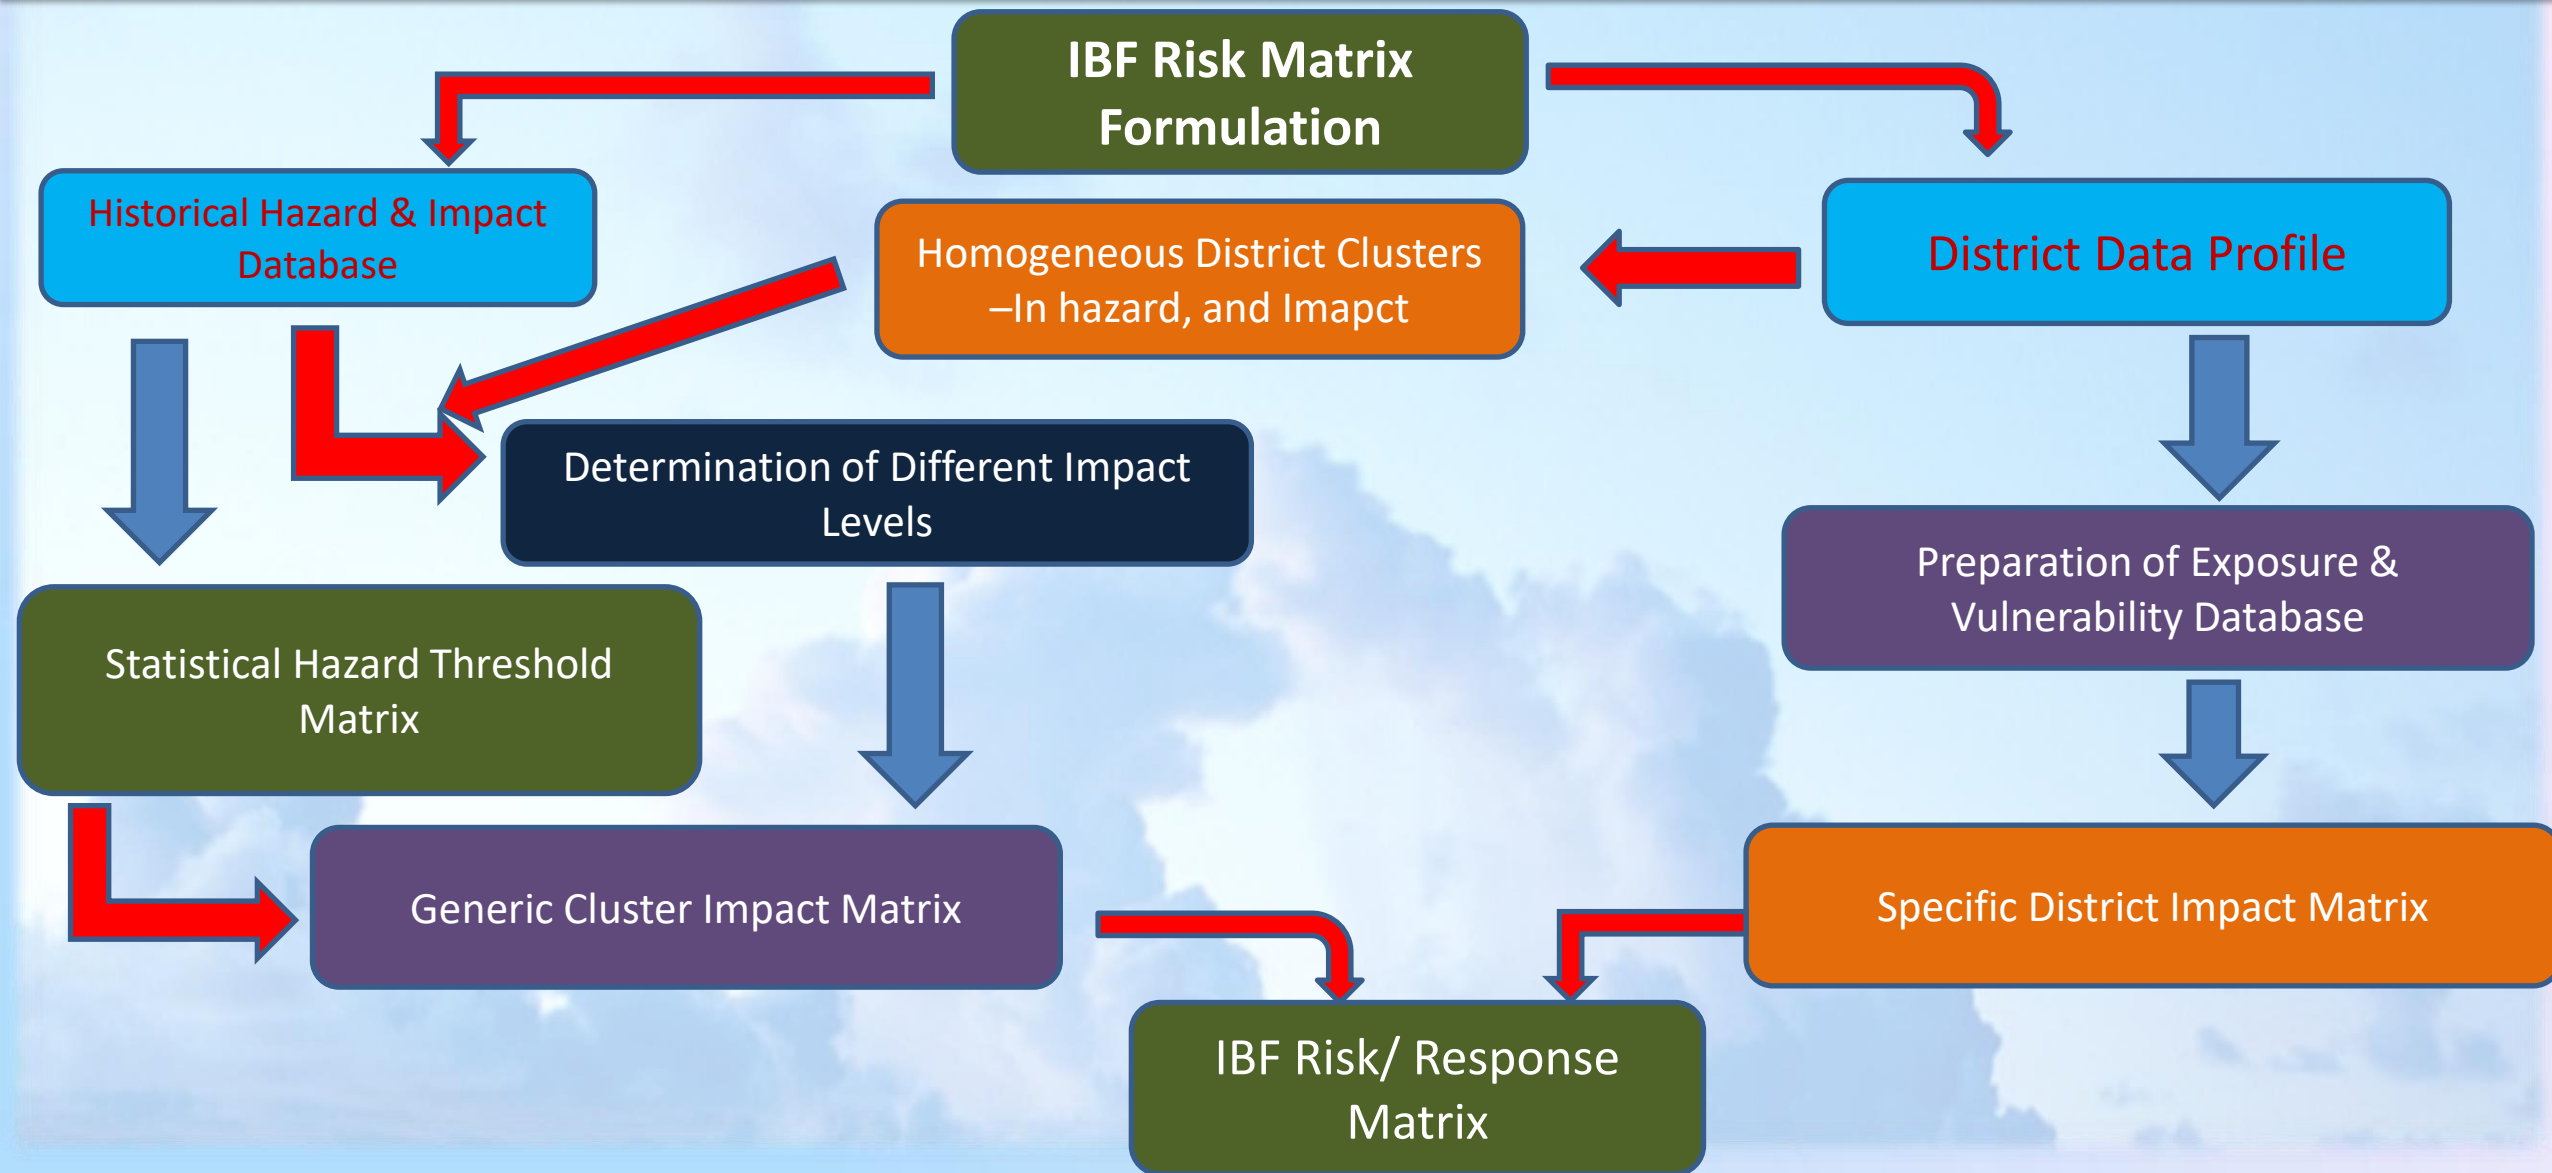 IBF Risk Matrix
Formulation
Historical Hazard & Impact
Database
Homogeneous District Clusters
–In hazard, and Imapct
District Data Profile
Determination of Different Impact
Levels
Preparation of Exposure &
Vulnerability Database
Statistical Hazard Threshold
Matrix
Generic Cluster Impact Matrix
Specific District Impact Matrix
IBF Risk/ Response
Matrix